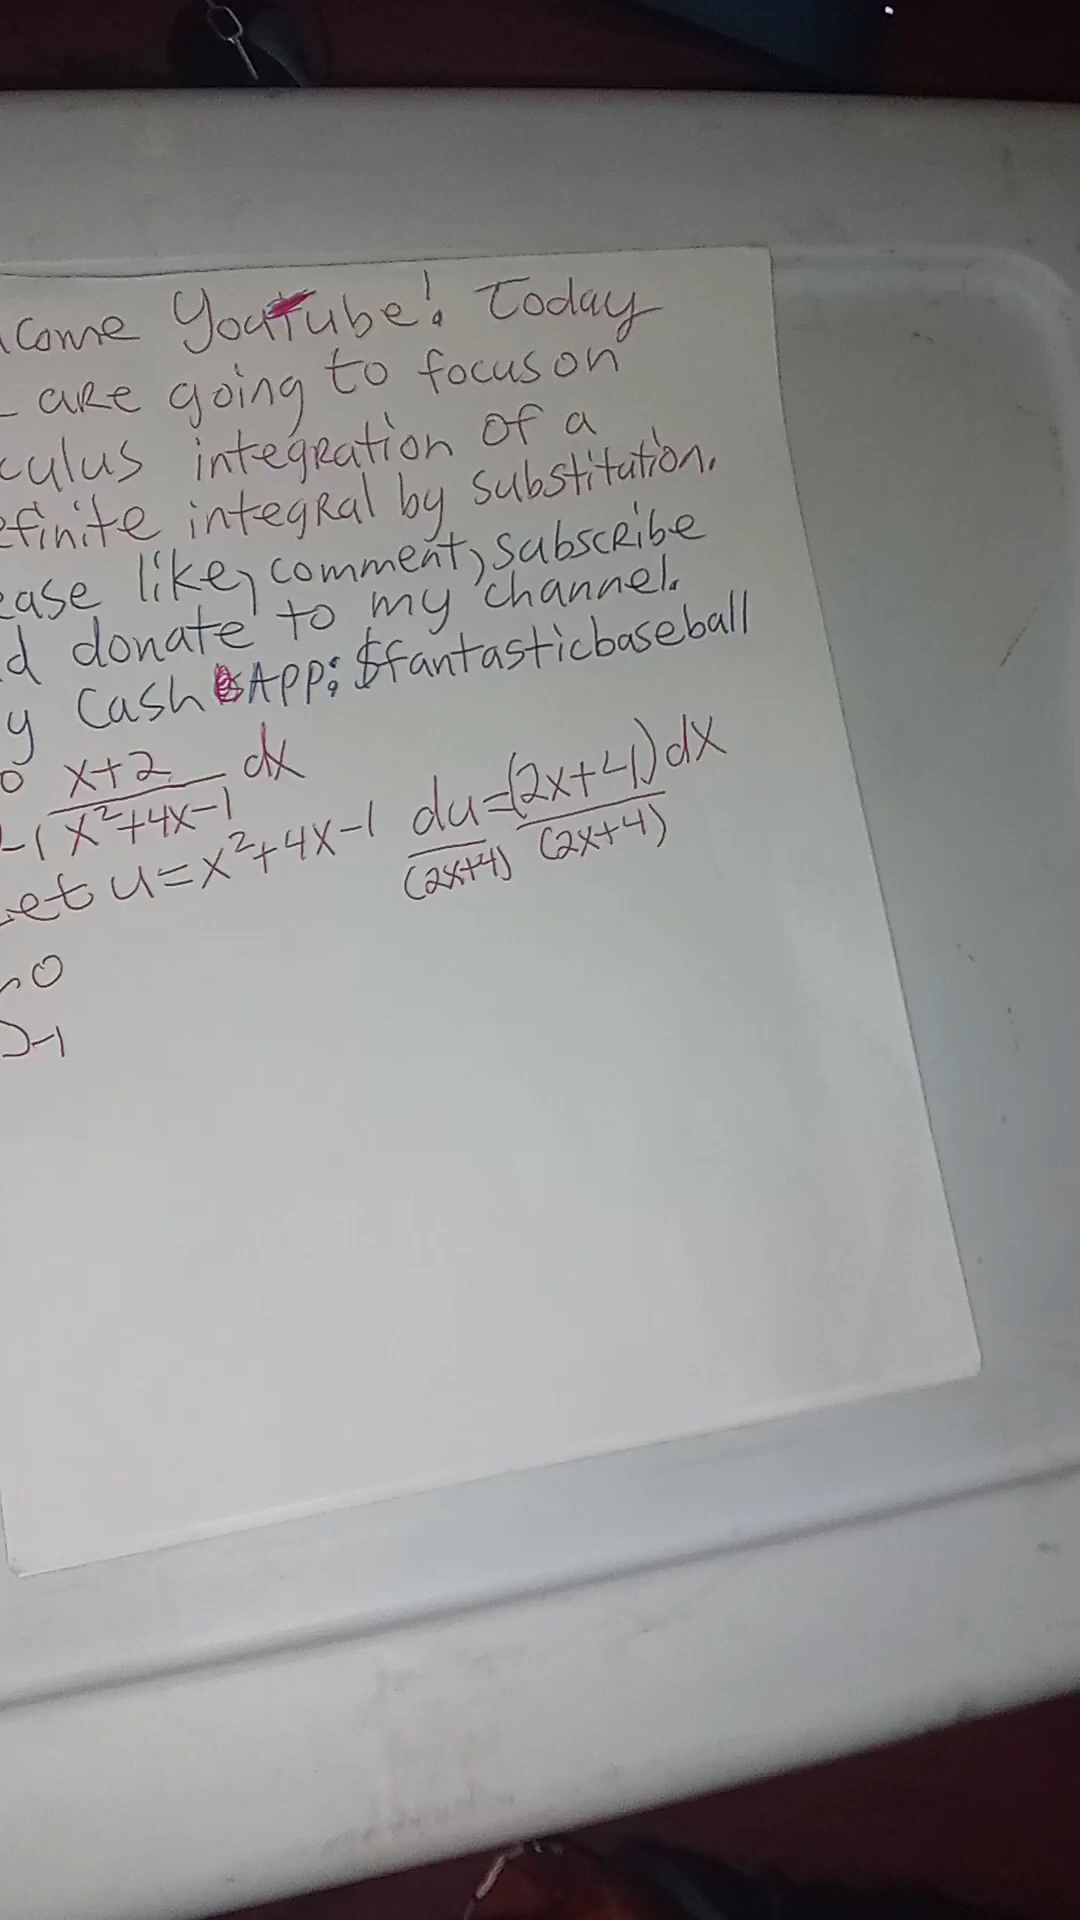 come YouTube! Today
are going to focus on
culus integration of a
efinite integral by substitution.
ease like, comment, subscribe
d donate to my channel.
y Cash App: $fantasticbaseball
0 x+2 dx
-1 x²+4x-1
et u=x²+4x-1 du=(2x+4)dx
(2x+4) (2x+4)
0
-1